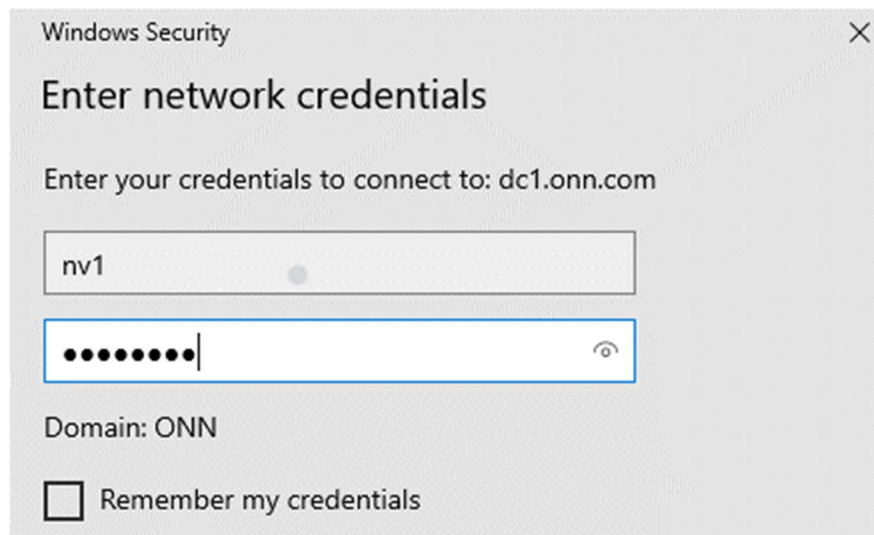 Windows Security
Enter network credentials
Enter your credentials to connect to: dc1.onn.com
nv1
●●●●●●●●
Domain: ONN
Remember my credentials